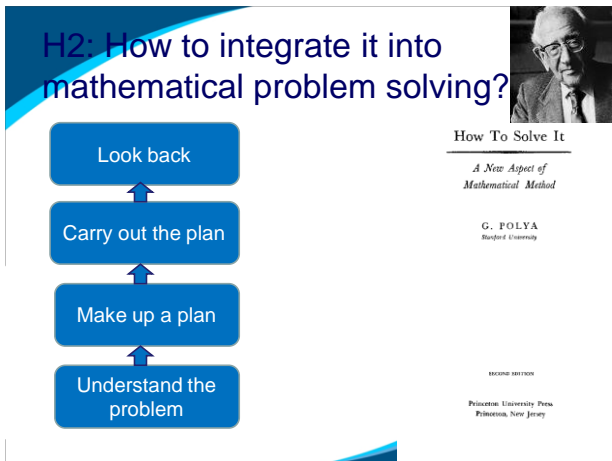 H2: How to integrate it into
mathematical problem solving?
Look back
Carry out the plan
Make up a plan
Understand the
problem
How To Solve It
A New Aspect of
Mathematical Method
G. POLYA
Stanford University
SECOND EDITION
Princeton University Press
Princeton, New Jersey